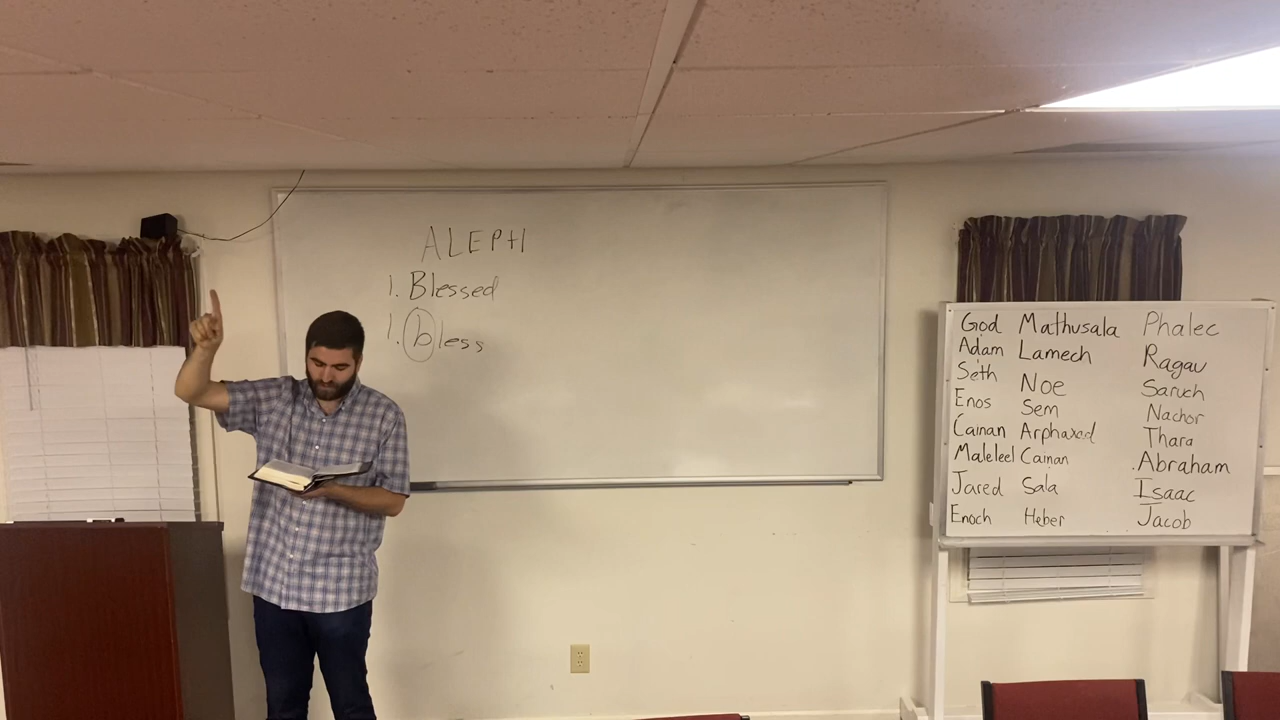 ALEPH
1. Blessed
1. bless
God Mathusala Phalec
Adam Lamech Ragau
Seth Noe Saruch
Enos Sem Nachor
Cainan Arphaxad Thara
Maleleel Cainan Abraham
Jared Sala Isaac
Enoch Heber Jacob